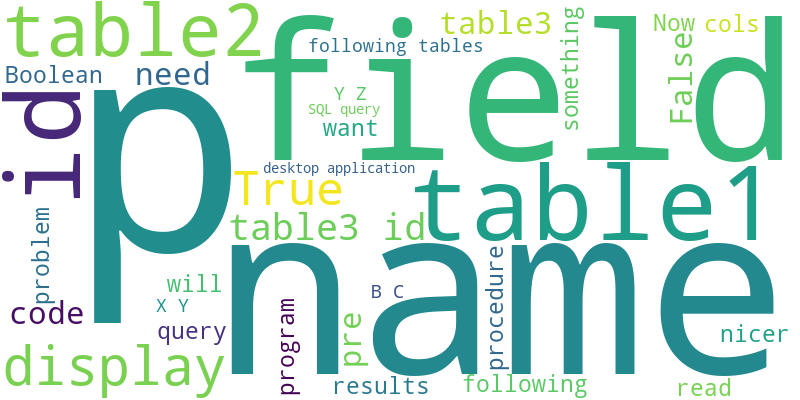 table2
field
table3
Now
cols
following tables
something
False
Boolean
need
id
p
Y Z
SQL query
want
desktop application
True
table1
table3 id
name
problem
code
will
X Y
query
B C
procedure
program
pre
nicer
display
results
following
read